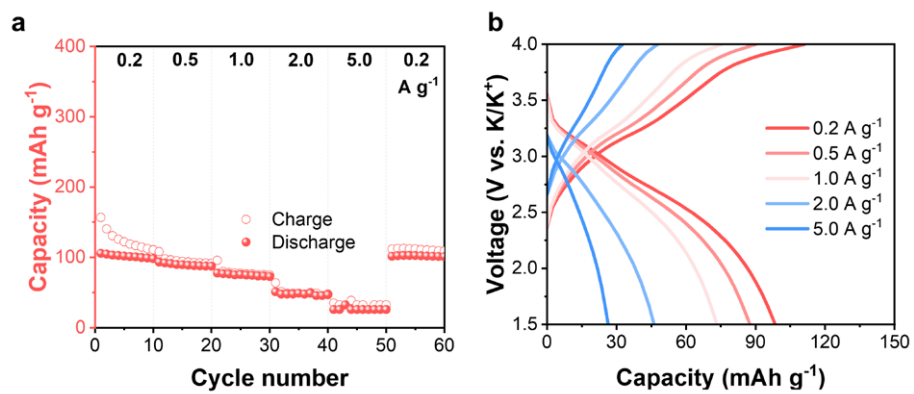 a
400
300
200
100
0
Capacity (mAh g⁻¹)
0.2 0.5 1.0 2.0 5.0 0.2
A g⁻¹
Charge
Discharge
0 10 20 30 40 50 60
Cycle number
b
4.0
3.5
3.0
2.5
2.0
1.5
Voltage (V vs. K/K⁺)
0.2 A g⁻¹
0.5 A g⁻¹
1.0 A g⁻¹
2.0 A g⁻¹
5.0 A g⁻¹
0 30 60 90 120 150
Capacity (mAh g⁻¹)